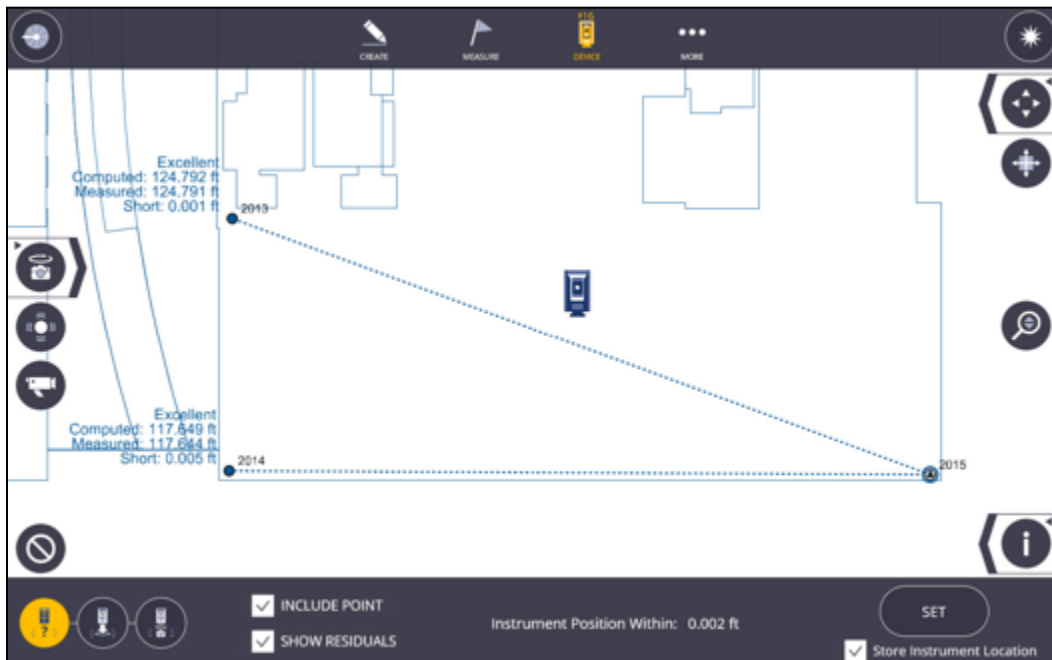 CREATE
MEASURE
DEVICE
MORE
Excellent
Computed: 124.792 ft
Measured: 124.791 ft
Short: 0.001 ft
2013
Excellent
Computed: 117.649 ft
Measured: 117.644 ft
Short: 0.005 ft
2014
2015
INCLUDE POINT
SHOW RESIDUALS
Instrument Position Within: 0.002 ft
SET
Store Instrument Location